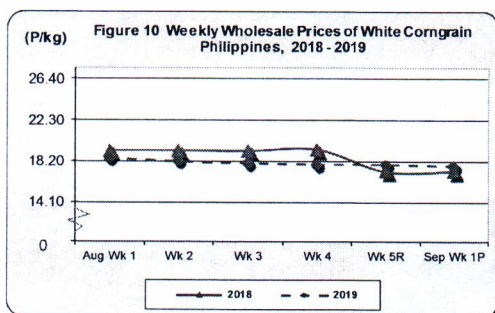 Figure 10 Weekly Wholesale Prices of White Corngrain
Philippines, 2018 - 2019
(P/kg)
26.40
22.30
18.20
14.10
0
Aug Wk 1 Wk 2 Wk 3 Wk 4 Wk 5R Sep Wk 1P
2018 2019